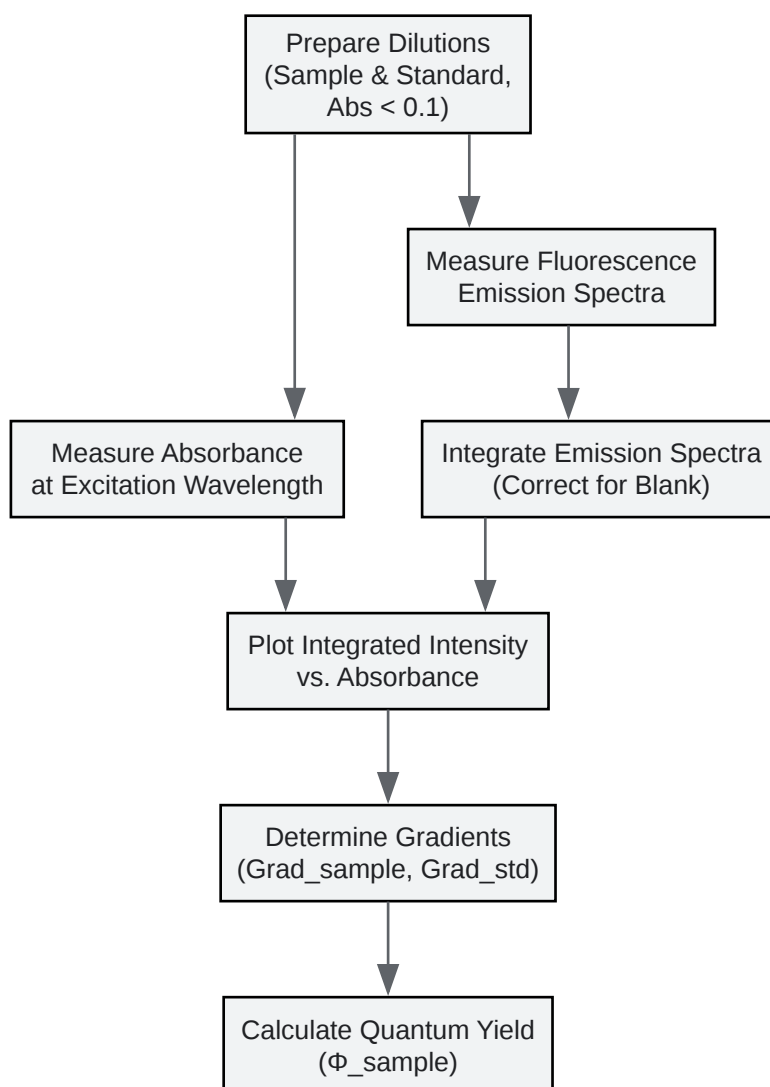 Prepare Dilutions
(Sample & Standard,
Abs < 0.1)
Measure Fluorescence
Emission Spectra
Measure Absorbance
at Excitation Wavelength
Integrate Emission Spectra
(Correct for Blank)
Plot Integrated Intensity
vs. Absorbance
Determine Gradients
(Grad_sample, Grad_std)
Calculate Quantum Yield
(Φ_sample)